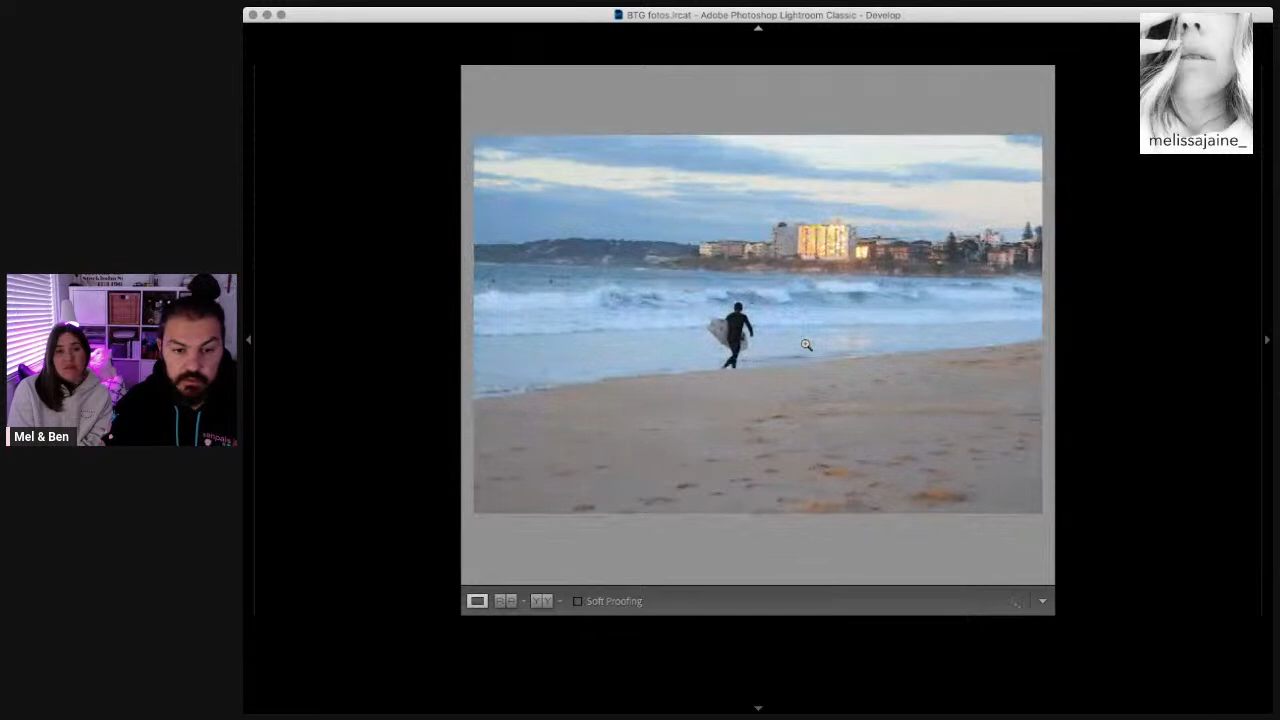 BTG fotos.lrcat - Adobe Photoshop Lightroom Classic - Develop
melissajaine_
Mel & Ben
Soft Proofing